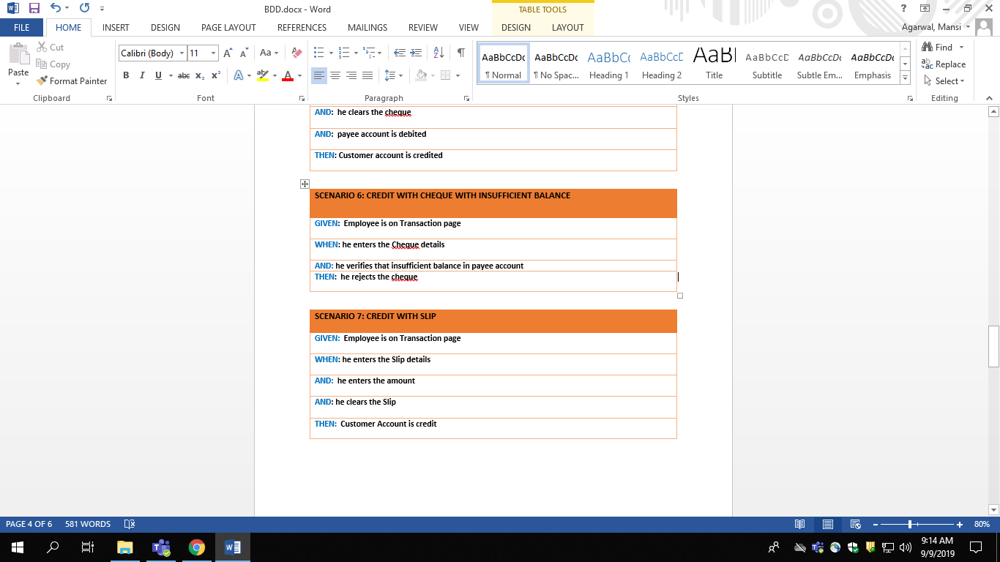 BDD.docx - Word
TABLE TOOLS
?
FILE HOME INSERT DESIGN PAGE LAYOUT REFERENCES MAILINGS REVIEW VIEW DESIGN LAYOUT
Agarwal, Mansi
Paste
Cut
Copy
Format Painter
Clipboard
Calibri (Body) 11
B I U abc x₂ x²
Font
Paragraph
AaBbCcDc AaBbCcDc AaBbCc AaBbCcD AaBl AaBbCcD AaBbCcDc AaBbCcDc
¶ Normal ¶ No Spac... Heading 1 Heading 2 Title Subtitle Subtle Em... Emphasis
Styles
Find
Replace
Select
Editing
AND: he clears the cheque
AND: payee account is debited
THEN: Customer account is credited
SCENARIO 6: CREDIT WITH CHEQUE WITH INSUFFICIENT BALANCE
GIVEN: Employee is on Transaction page
WHEN: he enters the Cheque details
AND: he verifies that insufficient balance in payee account
THEN: he rejects the cheque
SCENARIO 7: CREDIT WITH SLIP
GIVEN: Employee is on Transaction page
WHEN: he enters the Slip details
AND: he enters the amount
AND: he clears the Slip
THEN: Customer Account is credit
PAGE 4 OF 6 581 WORDS
80%
9:14 AM
9/9/2019